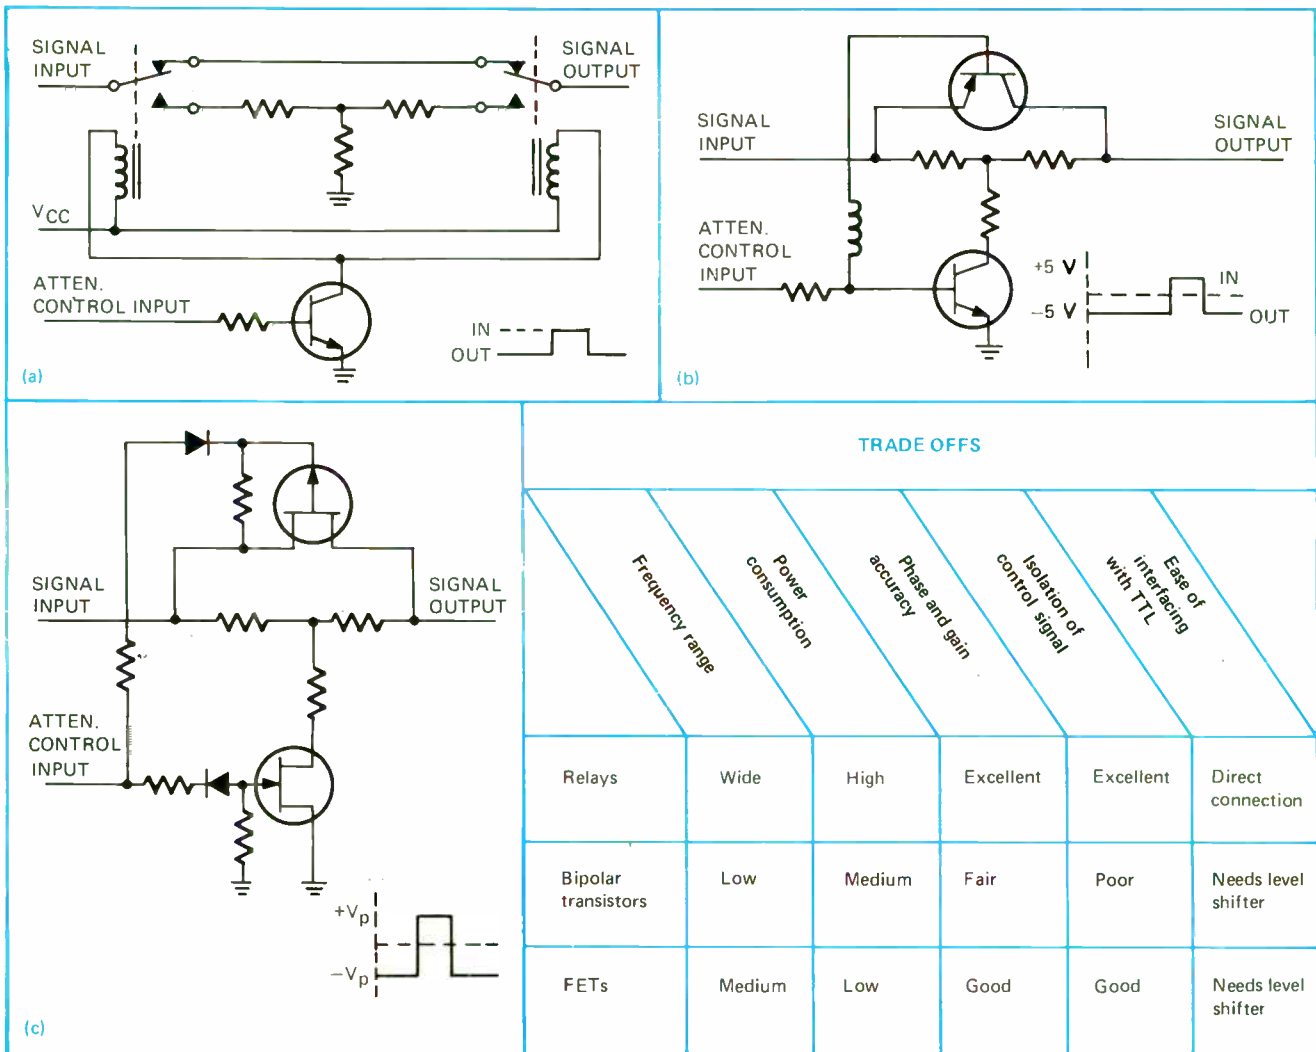 SIGNAL
INPUT
SIGNAL
OUTPUT
VCC
ATTEN.
CONTROL INPUT
IN
OUT
(a)
SIGNAL
INPUT
SIGNAL
OUTPUT
ATTEN.
CONTROL
INPUT
+5 V
IN
−5 V
OUT
(b)
SIGNAL
INPUT
SIGNAL
OUTPUT
ATTEN.
CONTROL
INPUT
+Vp
−Vp
(c)
TRADE OFFS
Frequency range
Power
consumption
Phase and gain
accuracy
Isolation of
control signal
Ease of
interfacing
with TTL
Relays Wide High Excellent Excellent Direct
connection
Bipolar
transistors Low Medium Fair Poor Needs level
shifter
FETs Medium Low Good Good Needs level
shifter